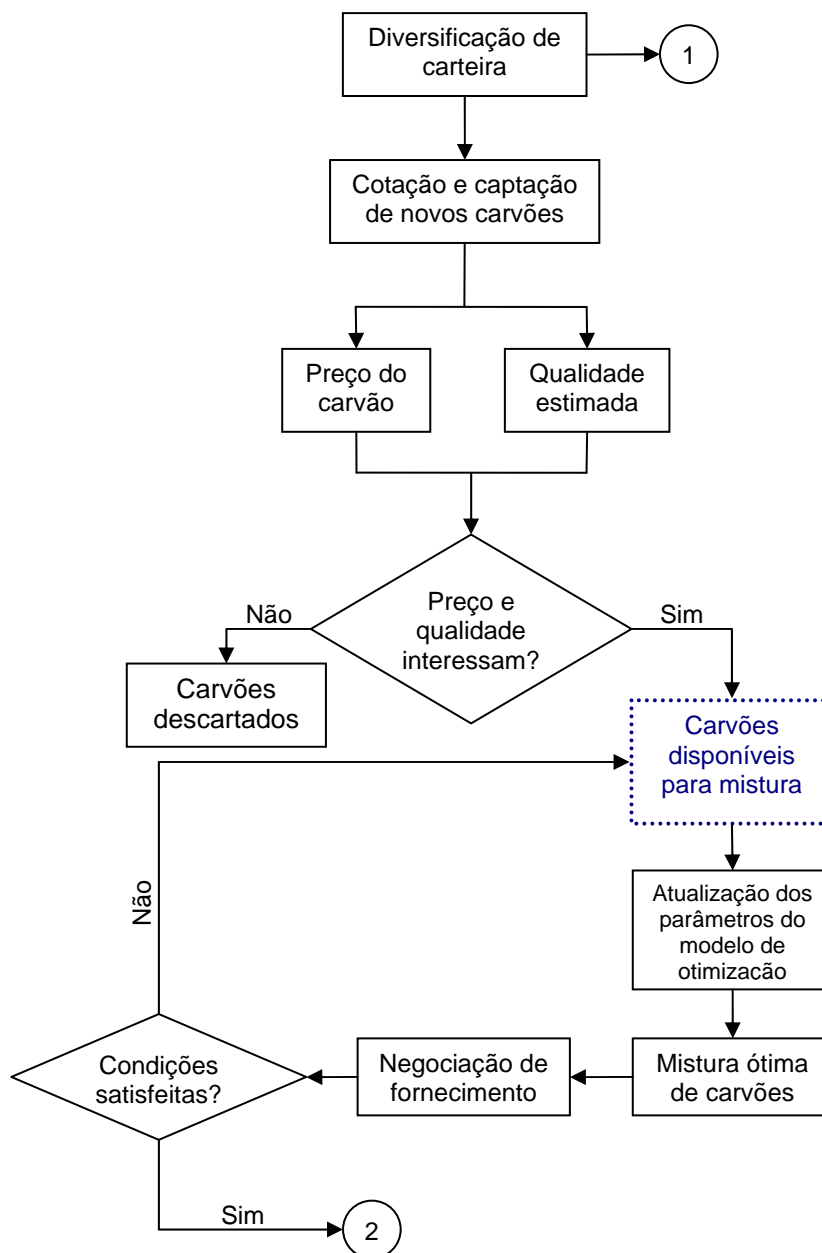 Diversificação de
carteira
1
Cotação e captação
de novos carvões
Preço do
carvão
Qualidade
estimada
Preço e
qualidade
interessam?
Não
Sim
Carvões
descartados
Carvões
disponíveis
para mistura
Atualização dos
parâmetros do
modelo de
otimização
Mistura ótima
de carvões
Negociação de
fornecimento
Condições
satisfeitas?
Não
Sim
2